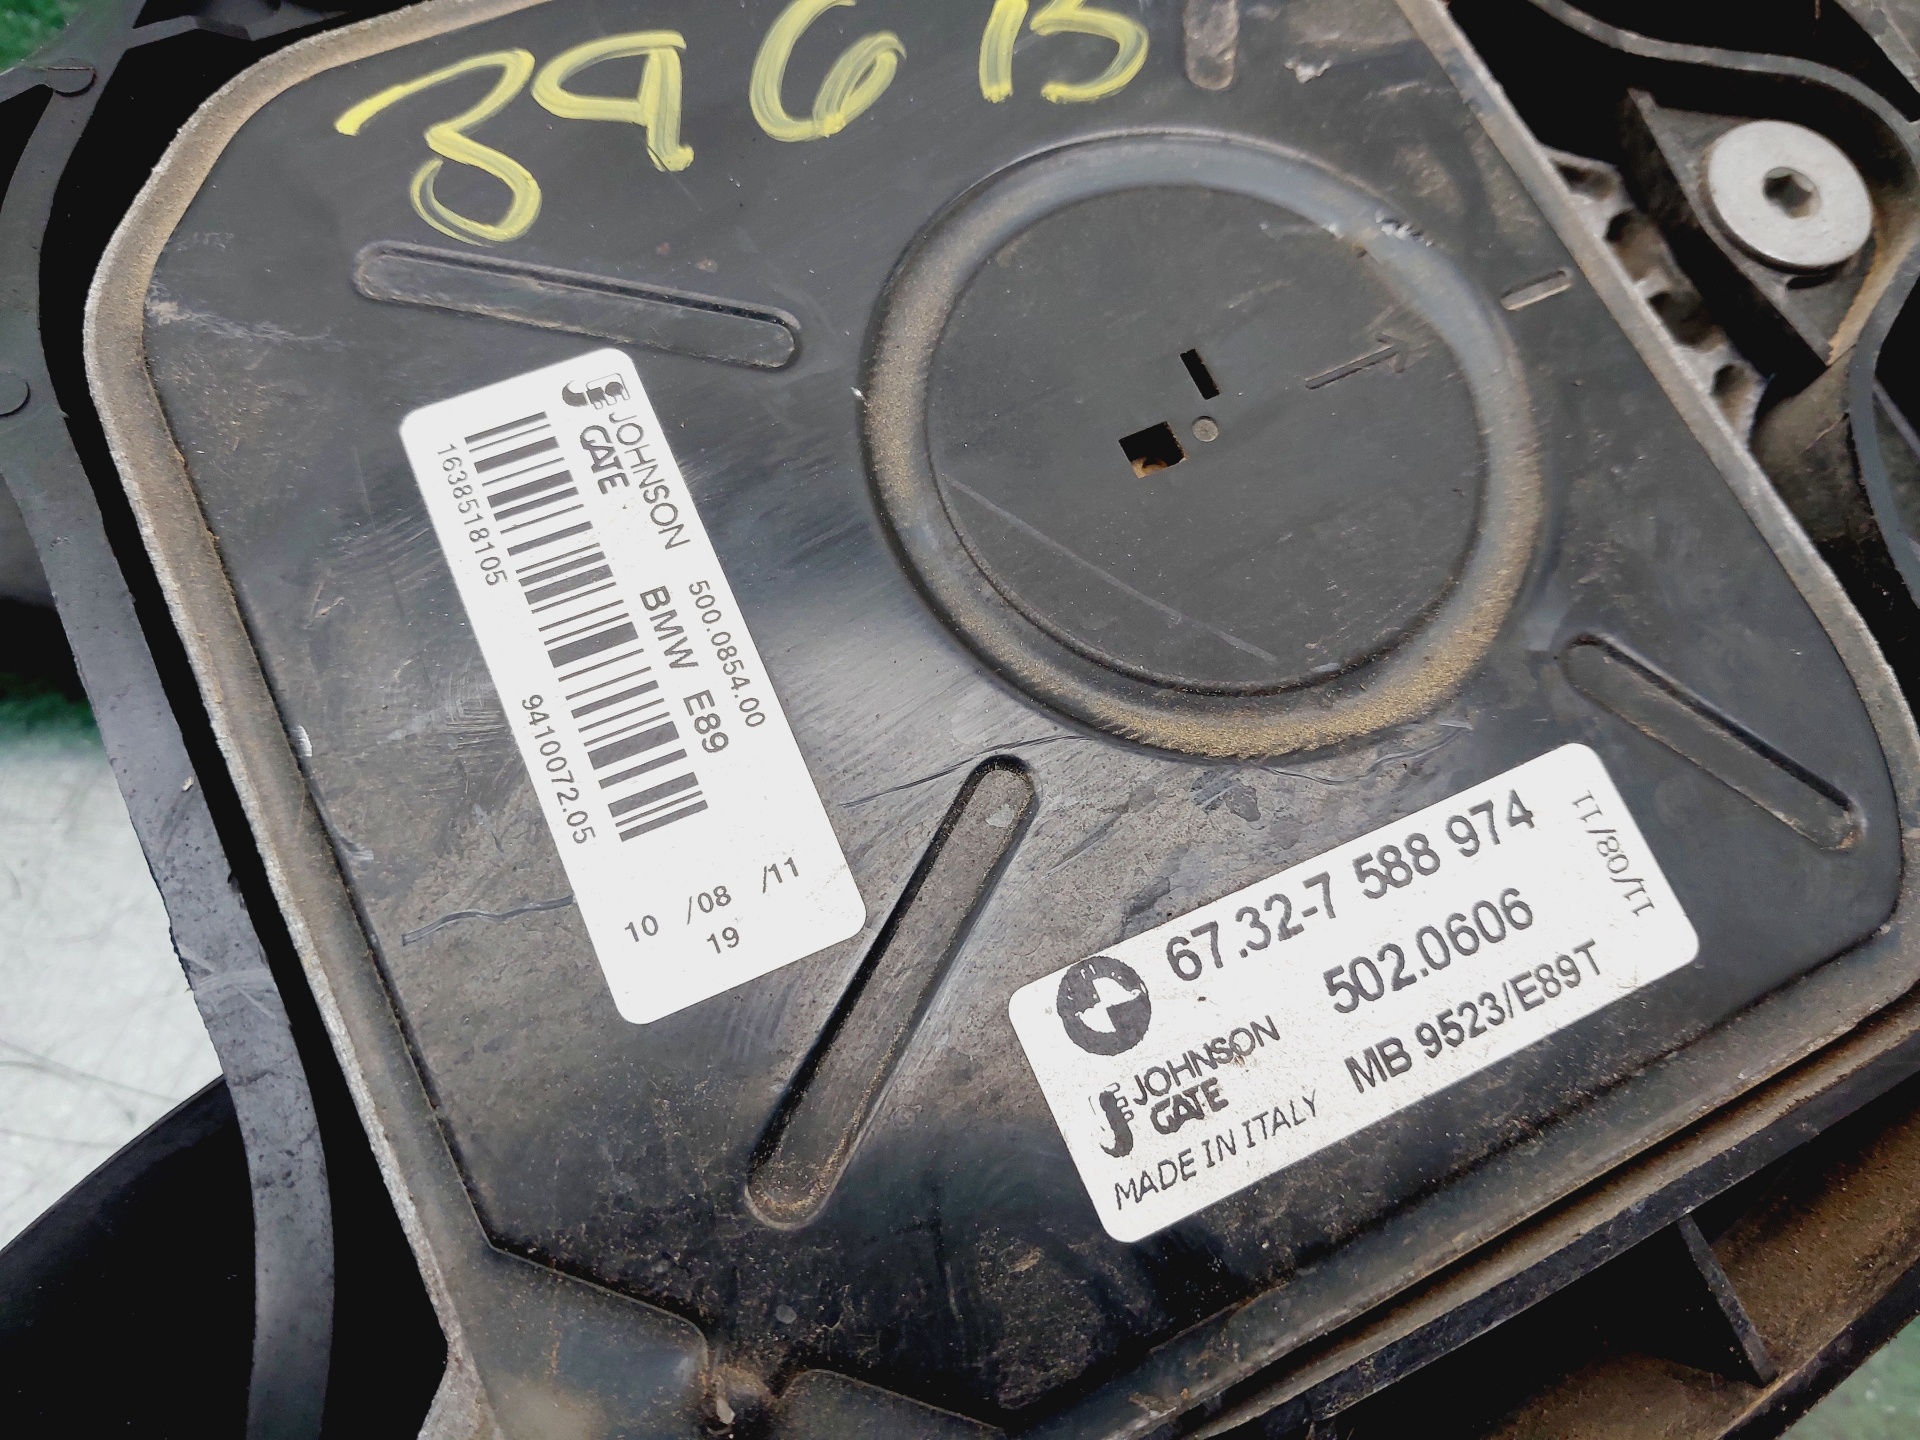 396B
JOHNSON
GATE
500.0854.00
BMW E89
1638518105
9410072.05
10 /08 /11
19
67.32-7 588 974
11/08/11
502.0606
JOHNSON
GATE
MB 9523/E89T
MADE IN ITALY